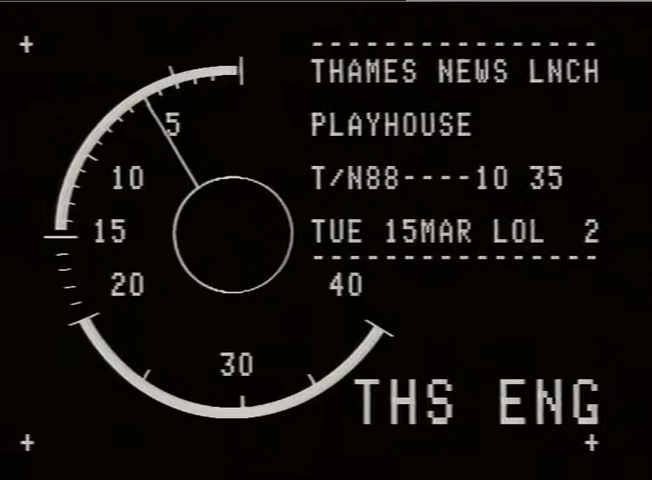 THAMES NEWS LNCH
PLAYHOUSE
T/N88----10 35
TUE 15MAR LOL  2
5
10
15
20
30
40
THS ENG